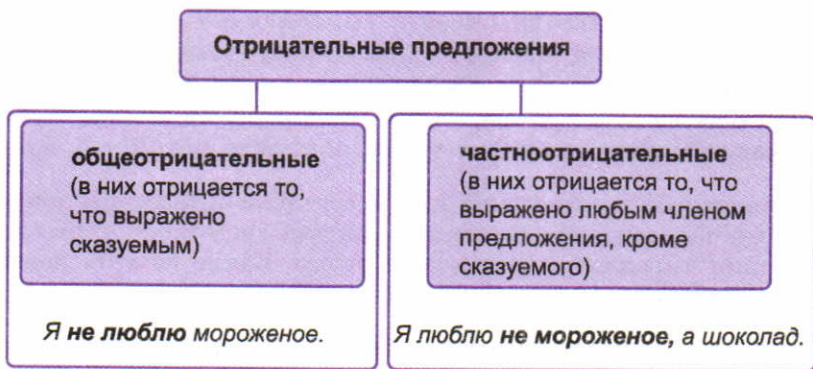 Отрицательные предложения
общеотрицательные
(в них отрицается то,
что выражено
сказуемым)
Я не люблю мороженое.
частноотрицательные
(в них отрицается то, что
выражено любым членом
предложения, кроме
сказуемого)
Я люблю не мороженое, а шоколад.